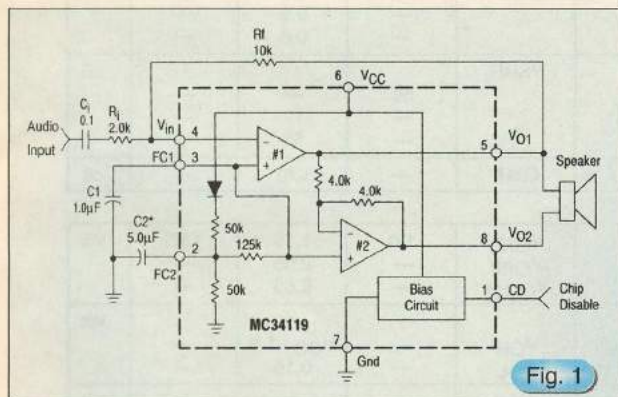 Rf
10k
6
VCC
Ci
0.1
Ri
2.0k
Audio
Input
Vin
4
FC1
3
#1
5
VO1
Speaker
4.0k
4.0k
C1
1.0µF
C2*
5.0µF
50k
2
125k
FC2
#2
8
VO2
50k
Bias
Circuit
1
CD
Chip
Disable
MC34119
7
Gnd
Fig. 1